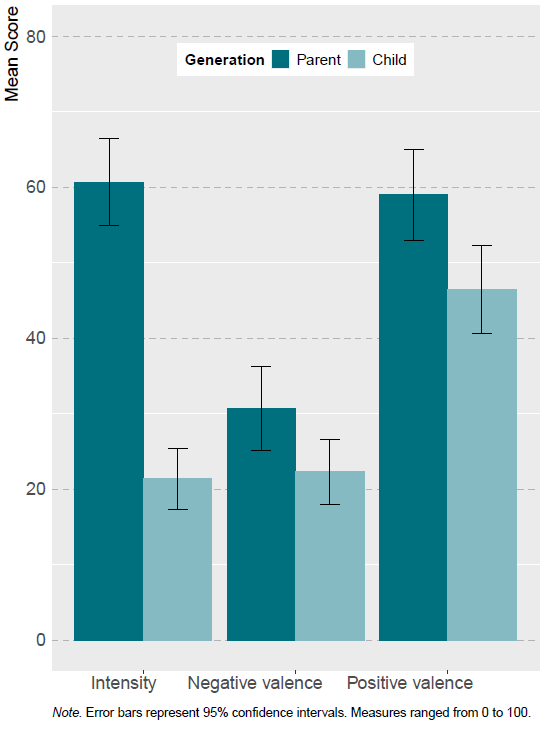 Mean Score
80
Generation Parent Child
60
40
20
0
Intensity Negative valence Positive valence
Note. Error bars represent 95% confidence intervals. Measures ranged from 0 to 100.